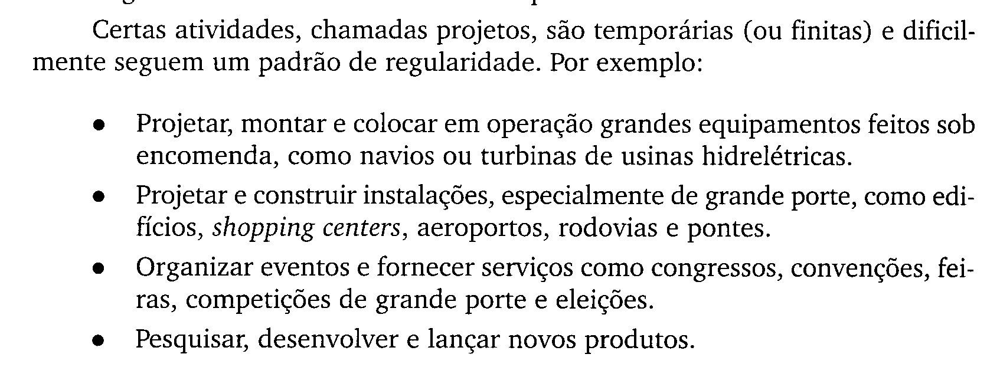 Certas atividades, chamadas projetos, são temporárias (ou finitas) e dificil-
mente seguem um padrão de regularidade. Por exemplo:
● Projetar, montar e colocar em operação grandes equipamentos feitos sob
encomenda, como navios ou turbinas de usinas hidrelétricas.
● Projetar e construir instalações, especialmente de grande porte, como edi-
fícios, shopping centers, aeroportos, rodovias e pontes.
● Organizar eventos e fornecer serviços como congressos, convenções, fei-
ras, competições de grande porte e eleições.
● Pesquisar, desenvolver e lançar novos produtos.